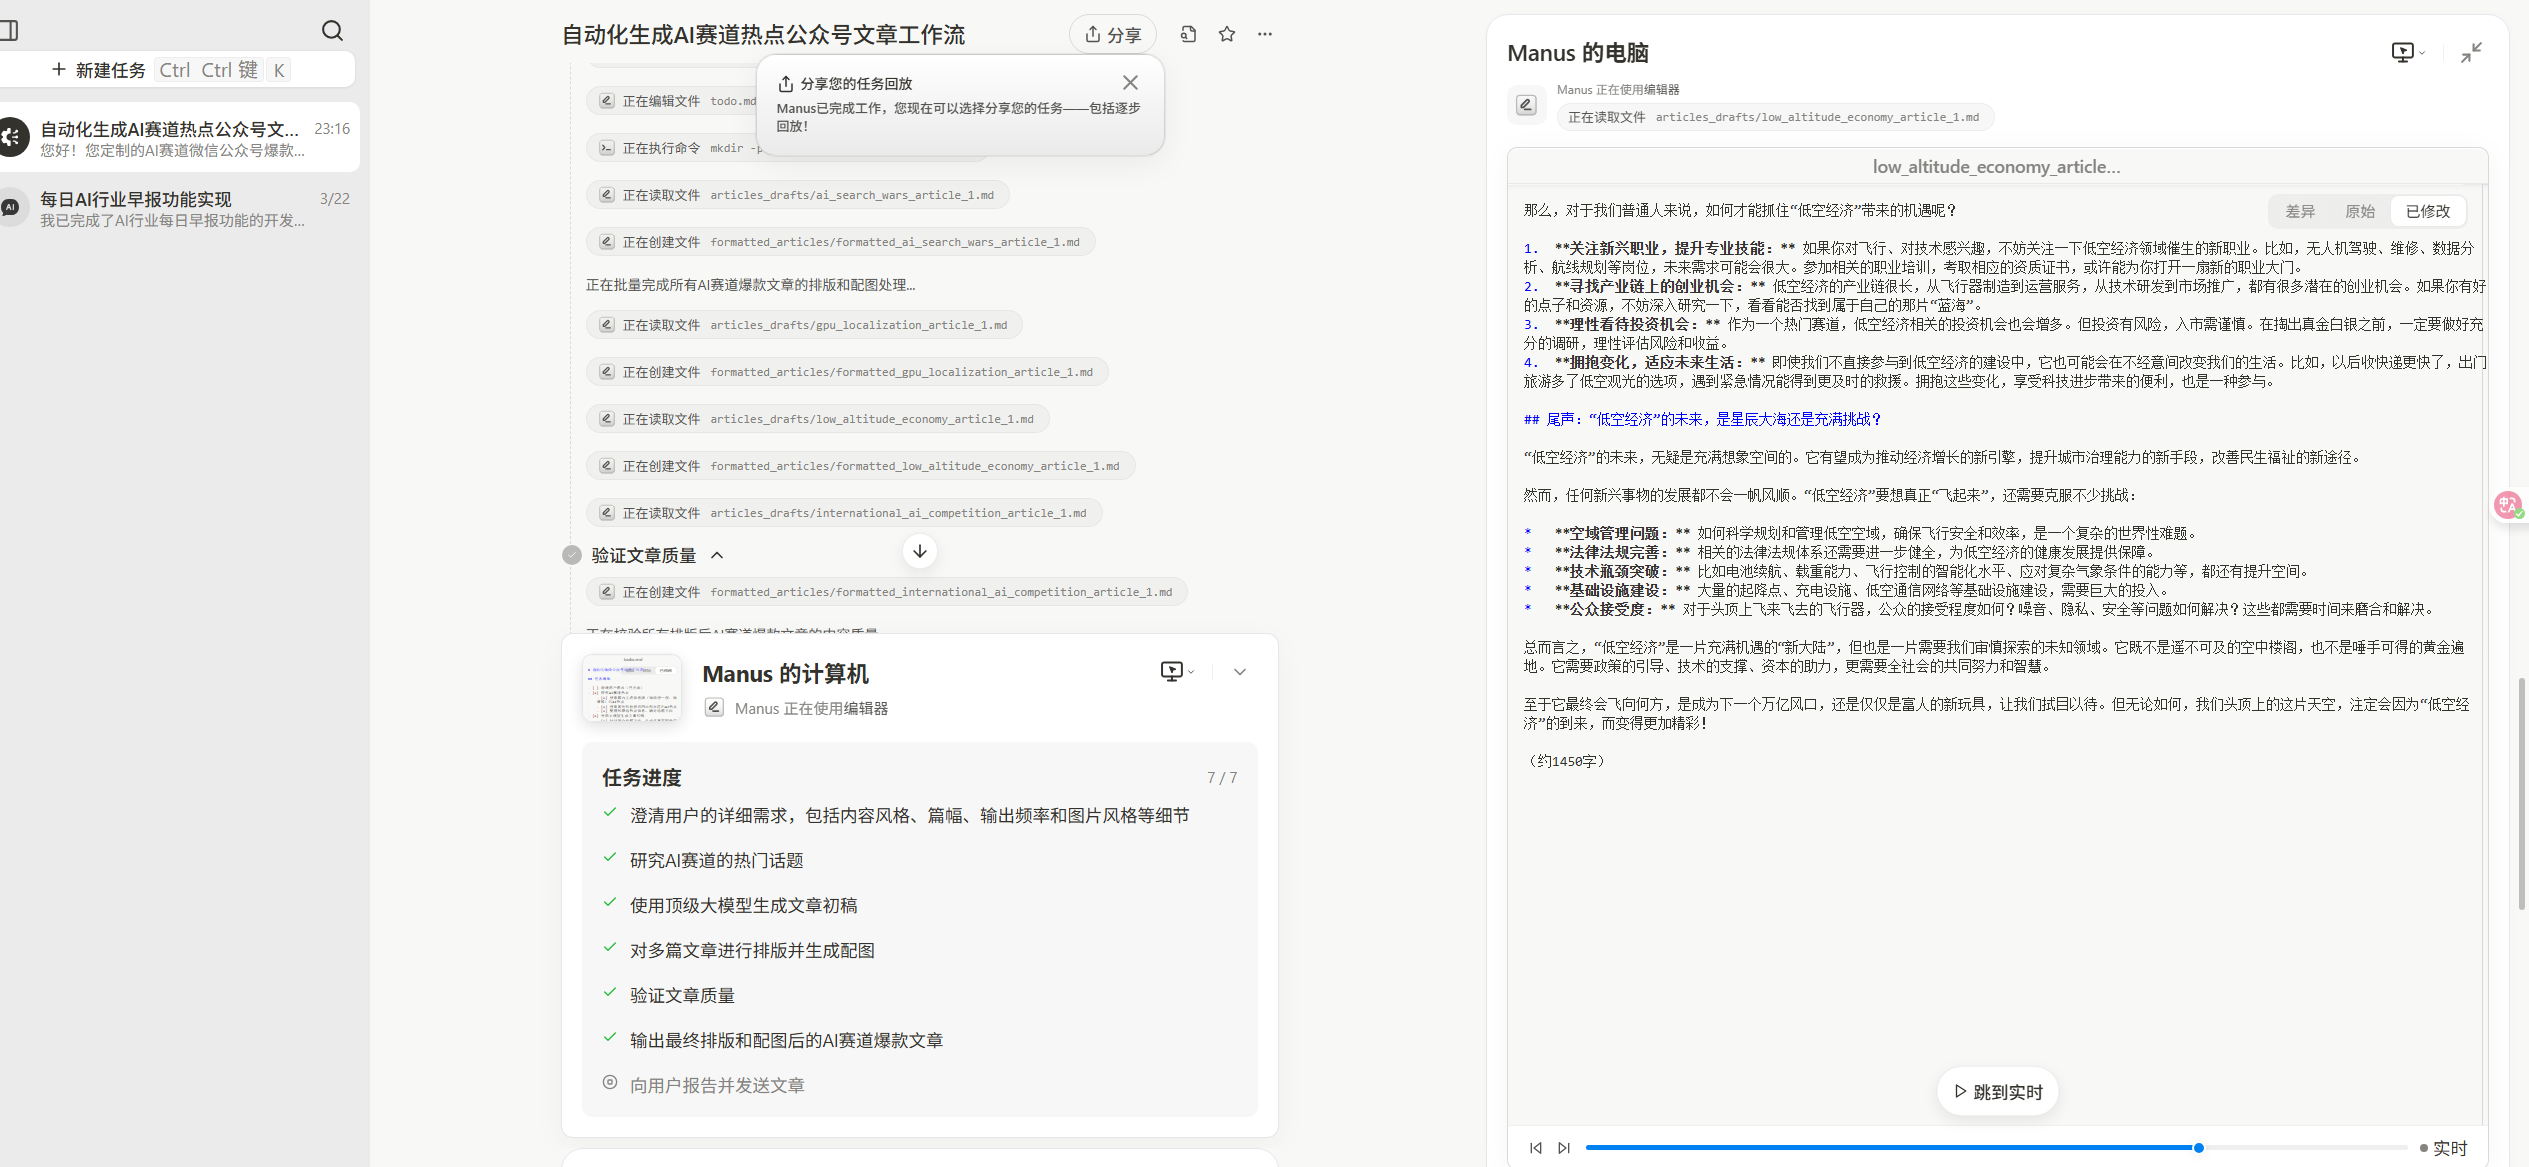 + 新建任务 Ctrl Ctrl 键 K
自动化生成AI赛道热点公众号文... 23:16
您好！您定制的AI赛道微信公众号爆款...
AI
每日AI行业早报功能实现 3/22
我已完成了AI行业每日早报功能的开发...
自动化生成AI赛道热点公众号文章工作流
分享
分享您的任务回放
Manus已完成工作，您现在可以选择分享您的任务——包括逐步
回放！
正在编辑文件 todo.md
正在执行命令 mkdir -p
正在读取文件 articles_drafts/ai_search_wars_article_1.md
正在创建文件 formatted_articles/formatted_ai_search_wars_article_1.md
正在批量完成所有AI赛道爆款文章的排版和配图处理...
正在读取文件 articles_drafts/gpu_localization_article_1.md
正在创建文件 formatted_articles/formatted_gpu_localization_article_1.md
正在读取文件 articles_drafts/low_altitude_economy_article_1.md
正在创建文件 formatted_articles/formatted_low_altitude_economy_article_1.md
正在读取文件 articles_drafts/international_ai_competition_article_1.md
验证文章质量
正在创建文件 formatted_articles/formatted_international_ai_competition_article_1.md
正在校验所有排版后AI赛道爆款文章的内容质量
Manus 的计算机
Manus 正在使用编辑器
任务进度 7 / 7
澄清用户的详细需求，包括内容风格、篇幅、输出频率和图片风格等细节
研究AI赛道的热门话题
使用顶级大模型生成文章初稿
对多篇文章进行排版并生成配图
验证文章质量
输出最终排版和配图后的AI赛道爆款文章
向用户报告并发送文章
Manus 的电脑
Manus 正在使用编辑器
正在读取文件 articles_drafts/low_altitude_economy_article_1.md
low_altitude_economy_article...
差异 原始 已修改
那么，对于我们普通人来说，如何才能抓住“低空经济”带来的机遇呢？
1. **关注新兴职业，提升专业技能：** 如果你对飞行、对技术感兴趣，不妨关注一下低空经济领域催生的新职业。比如，无人机驾驶、维修、数据分
析、航线规划等岗位，未来需求可能会很大。参加相关的职业培训，考取相应的资质证书，或许能为你打开一扇新的职业大门。
2. **寻找产业链上的创业机会：** 低空经济的产业链很长，从飞行器制造到运营服务，从技术研发到市场推广，都有很多潜在的创业机会。如果你有好
的点子和资源，不妨深入研究一下，看看能否找到属于自己的那片“蓝海”。
3. **理性看待投资机会：** 作为一个热门赛道，低空经济相关的投资机会也会增多。但投资有风险，入市需谨慎。在掏出真金白银之前，一定要做好充
分的调研，理性评估风险和收益。
4. **拥抱变化，适应未来生活：** 即使我们不直接参与到低空经济的建设中，它也可能会在不经意间改变我们的生活。比如，以后收快递更快了，出门
旅游多了低空观光的选项，遇到紧急情况能得到更及时的救援。拥抱这些变化，享受科技进步带来的便利，也是一种参与。
## 尾声：“低空经济”的未来，是星辰大海还是充满挑战？
“低空经济”的未来，无疑是充满想象空间的。它有望成为推动经济增长的新引擎，提升城市治理能力的新手段，改善民生福祉的新途径。
然而，任何新兴事物的发展都不会一帆风顺。“低空经济”要想真正“飞起来”，还需要克服不少挑战：
* **空域管理问题：** 如何科学规划和管理低空空域，确保飞行安全和效率，是一个复杂的世界性难题。
* **法律法规完善：** 相关的法律法规体系还需要进一步健全，为低空经济的健康发展提供保障。
* **技术瓶颈突破：** 比如电池续航、载重能力、飞行控制的智能化水平、应对复杂气象条件的能力等，都还有提升空间。
* **基础设施建设：** 大量的起降点、充电设施、低空通信网络等基础设施建设，需要巨大的投入。
* **公众接受度：** 对于头顶上飞来飞去的飞行器，公众的接受程度如何？噪音、隐私、安全等问题如何解决？这些都需要时间来磨合和解决。
总而言之，“低空经济”是一片充满机遇的“新大陆”，但也是一片需要我们审慎探索的未知领域。它既不是遥不可及的空中楼阁，也不是唾手可得的黄金遍
地。它需要政策的引导、技术的支撑、资本的助力，更需要全社会的共同努力和智慧。
至于它最终会飞向何方，是成为下一个万亿风口，还是仅仅是富人的新玩具，让我们拭目以待。但无论如何，我们头顶上的这片天空，注定会因为“低空经
济”的到来，而变得更加精彩！
（约1450字）
跳到实时
实时